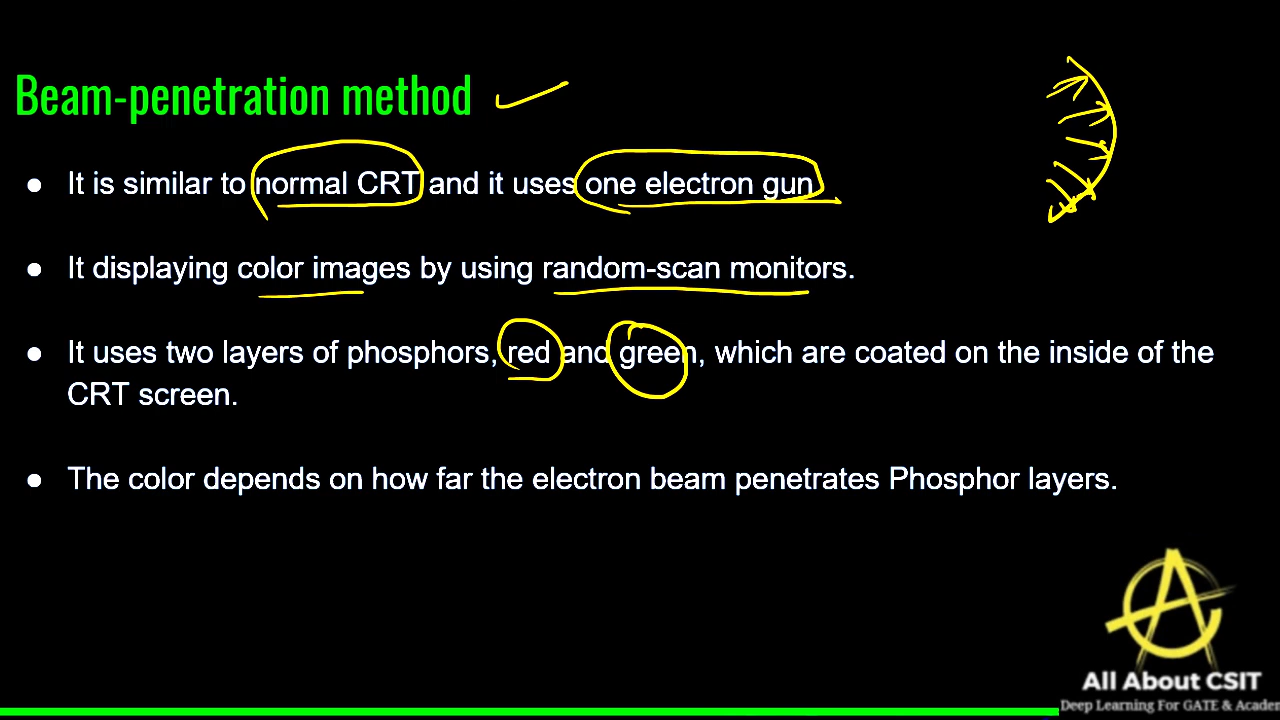 Beam-penetration method
● It is similar to normal CRT and it uses one electron gun
● It displaying color images by using random-scan monitors.
● It uses two layers of phosphors, red and green, which are coated on the inside of the
CRT screen.
● The color depends on how far the electron beam penetrates Phosphor layers.
All About CSIT
Deep Learning For GATE & Academ